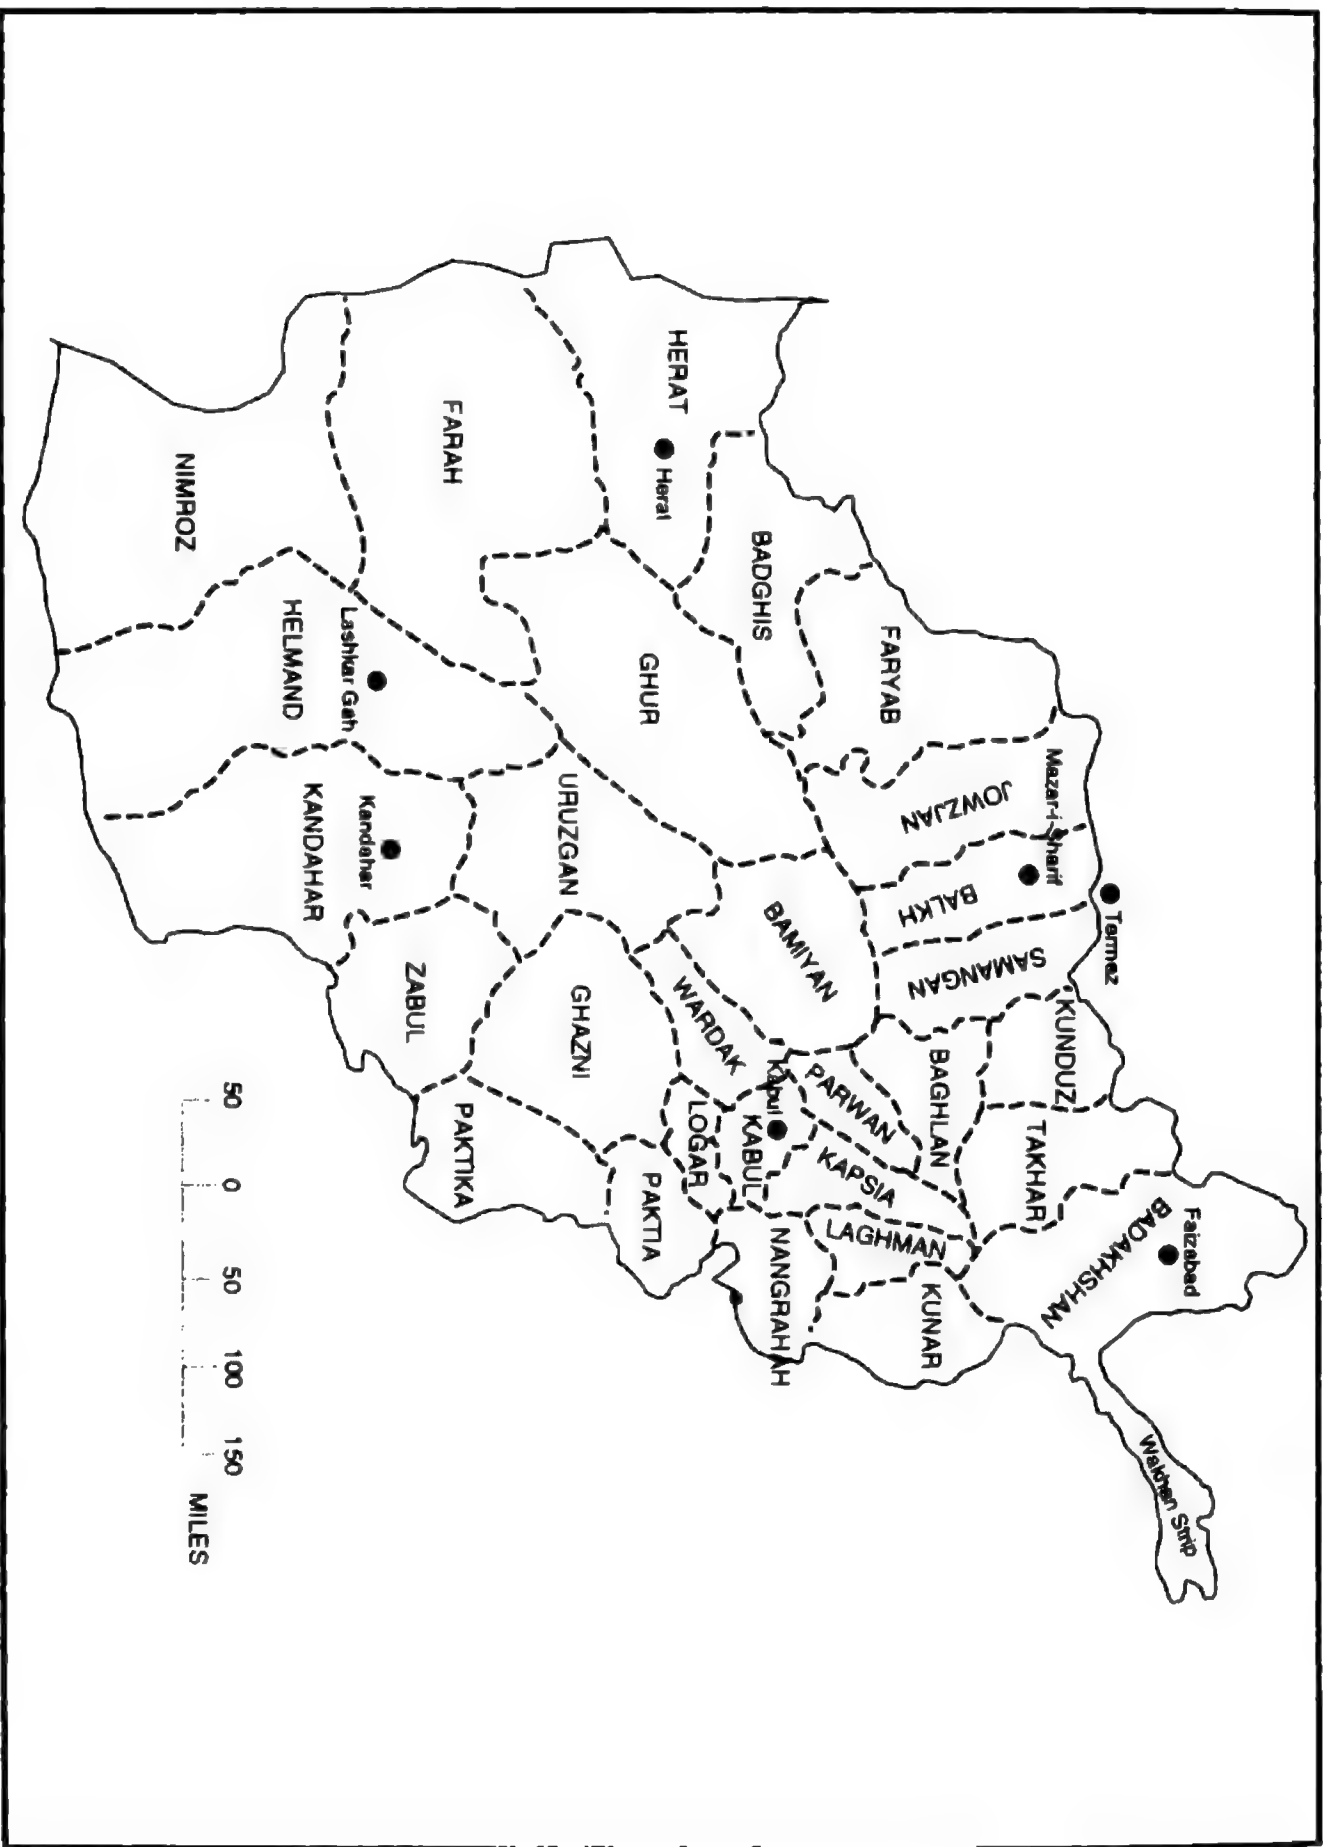 Termez
Faizabad
BADAKHSHAN
Wakhan Strip
KUNDUZ
TAKHAR
Mazar-i-Sharif
JOWZJAN
BALKH
SAMANGAN
BAGHLAN
FARYAB
BADGHIS
HERAT
Herat
GHUR
BAMIYAN
PARWAN
KAPSIA
LAGHMAN
KUNAR
NANGRAHAH
Kabul
KABUL
WARDAK
LOGAR
PAKTIA
FARAH
URUZGAN
GHAZNI
ZABUL
PAKTIKA
Lashkar Gah
HELMAND
Kandahar
KANDAHAR
NIMROZ
50 0 50 100 150
MILES